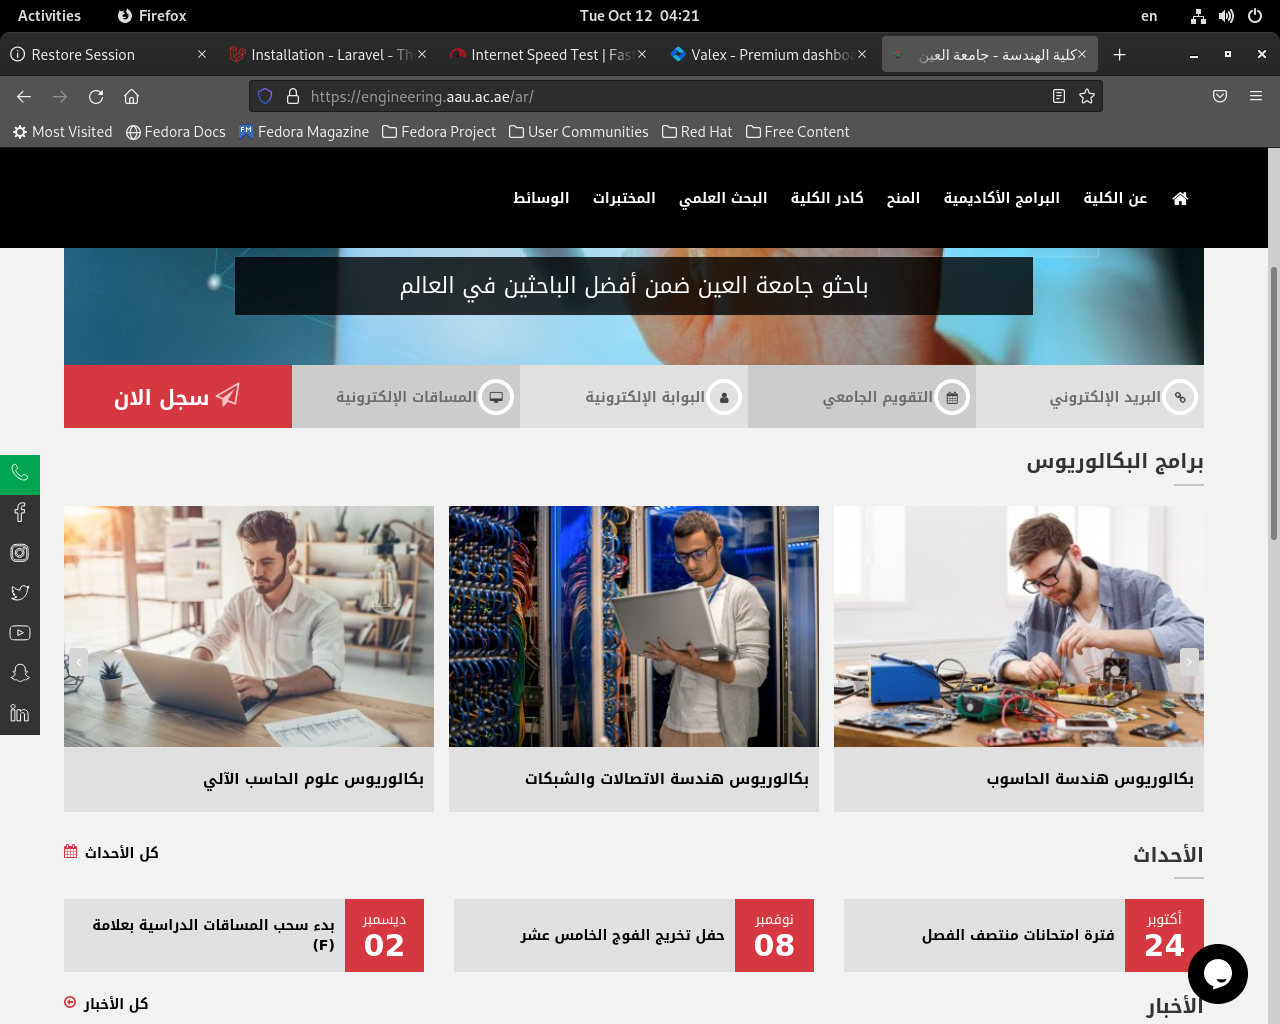 Activities Firefox Tue Oct 12 04:21 en
Restore Session Installation - Laravel - Th Internet Speed Test | Fast Valex - Premium dashboa كلية الهندسة - جامعة العين
https://engineering.aau.ac.ae/ar/
Most Visited Fedora Docs Fedora Magazine Fedora Project User Communities Red Hat Free Content
عن الكلية البرامج الأكاديمية المنح كادر الكلية البحث العلمي المختبرات الوسائط
باحثو جامعة العين ضمن أفضل الباحثين في العالم
البريد الإلكتروني التقويم الجامعي البوابة الإلكترونية المساقات الإلكترونية سجل الان
برامج البكالوريوس
بكالوريوس هندسة الحاسوب بكالوريوس هندسة الاتصالات والشبكات بكالوريوس علوم الحاسب الآلي
الأحداث كل الأحداث
أكتوبر 24 فترة امتحانات منتصف الفصل
نوفمبر 08 حفل تخريج الفوج الخامس عشر
ديسمبر 02 بدء سحب المساقات الدراسية بعلامة
(F)
الأخبار كل الأخبار